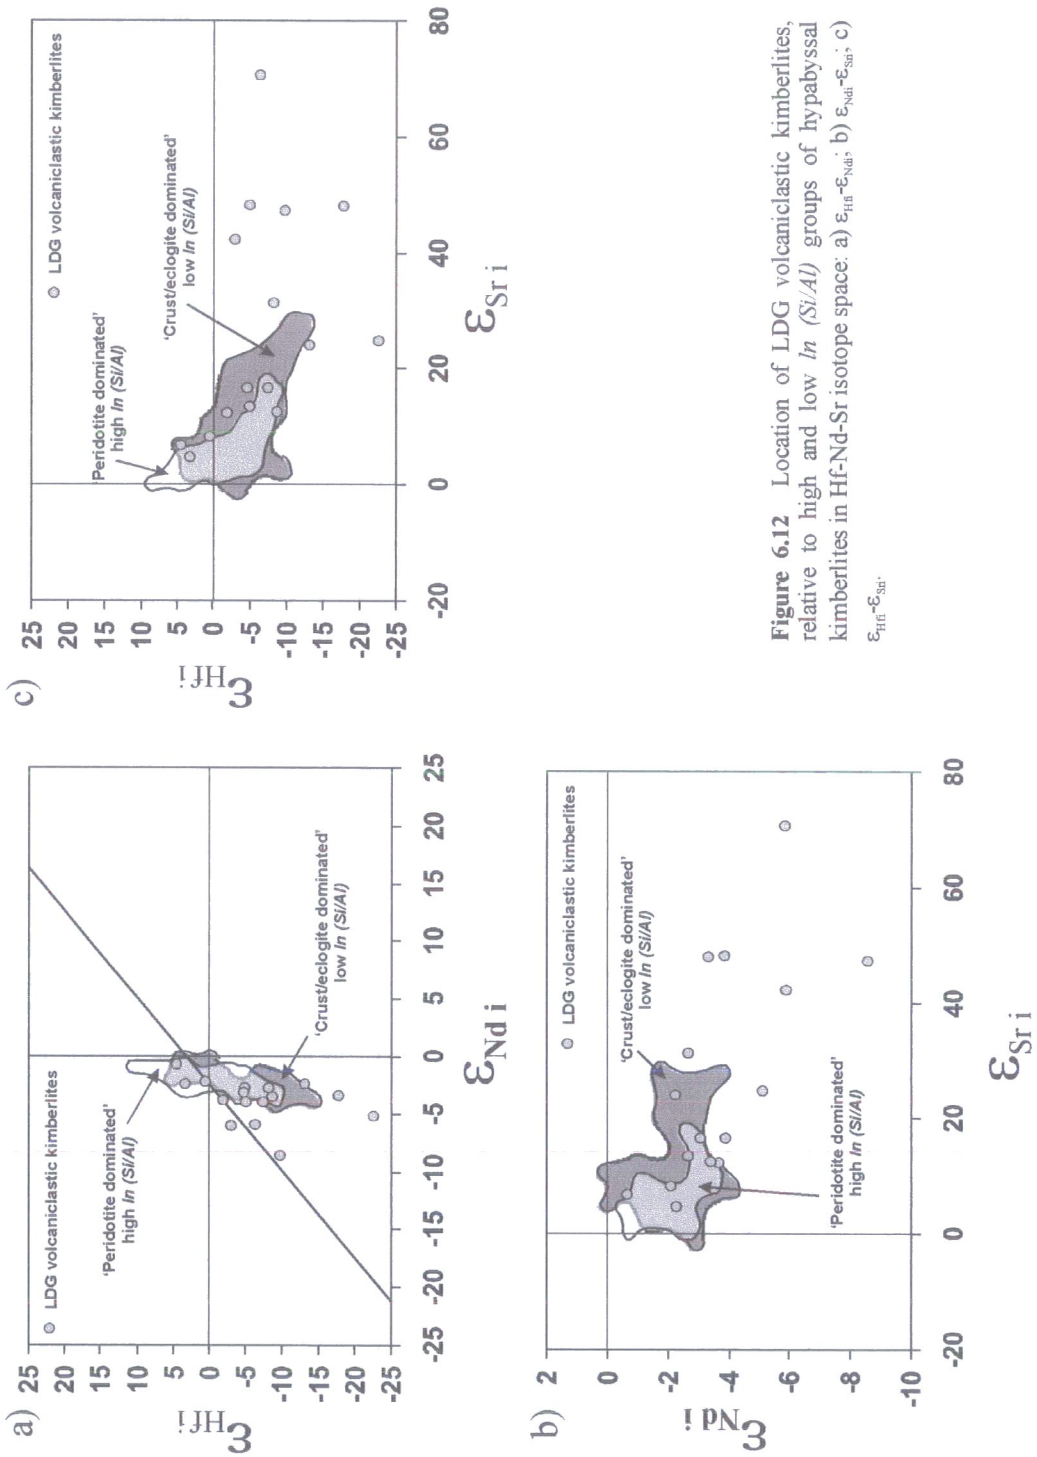 a)
25
20
15
10
5
0
-5
-10
-15
-20
-25
εHf i
LDG volcaniclastic kimberlites
'Peridotite dominated'
high ln (Si/Al)
'Crust/eclogite dominated'
low ln (Si/Al)
-25 -20 -15 -10 -5 0 5 10 15 20 25
εNd i
c)
25
20
15
10
5
0
-5
-10
-15
-20
-25
εHf i
'Peridotite dominated'
high ln (Si/Al)
LDG volcaniclastic kimberlites
'Crust/eclogite dominated'
low ln (Si/Al)
-20 0 20 40 60 80
εSr i
b)
2
0
-2
-4
-6
-8
-10
εNd i
LDG volcaniclastic kimberlites
'Crust/eclogite dominated'
low ln (Si/Al)
'Peridotite dominated'
high ln (Si/Al)
-20 0 20 40 60 80
εSr i
Figure 6.12 Location of LDG volcaniclastic kimberlites,
relative to high and low ln (Si/Al) groups of hypabyssal
kimberlites in Hf-Nd-Sr isotope space: a) εHfi-εNdi; b) εNdi-εSri; c)
εHfi-εSri.